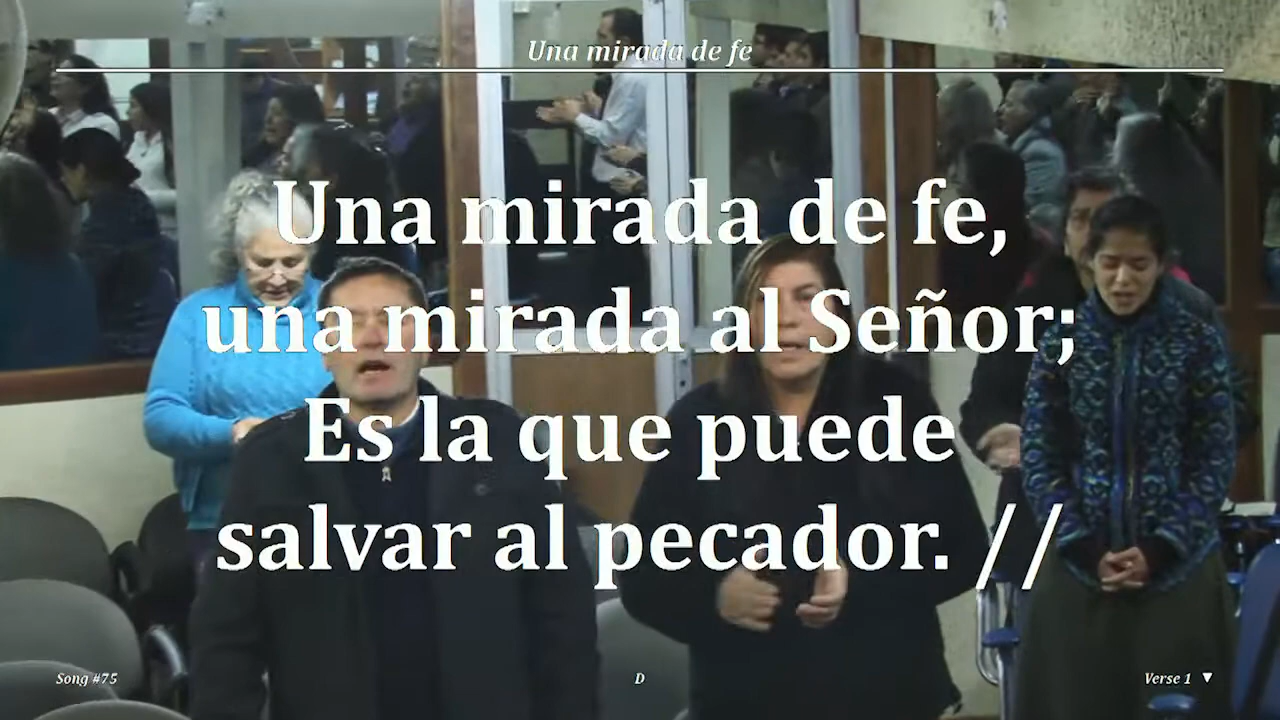 Una mirada de fe
Una mirada de fe,
una mirada al Señor;
Es la que puede
salvar al pecador. //
Song #75
D
Verse 1 ▼